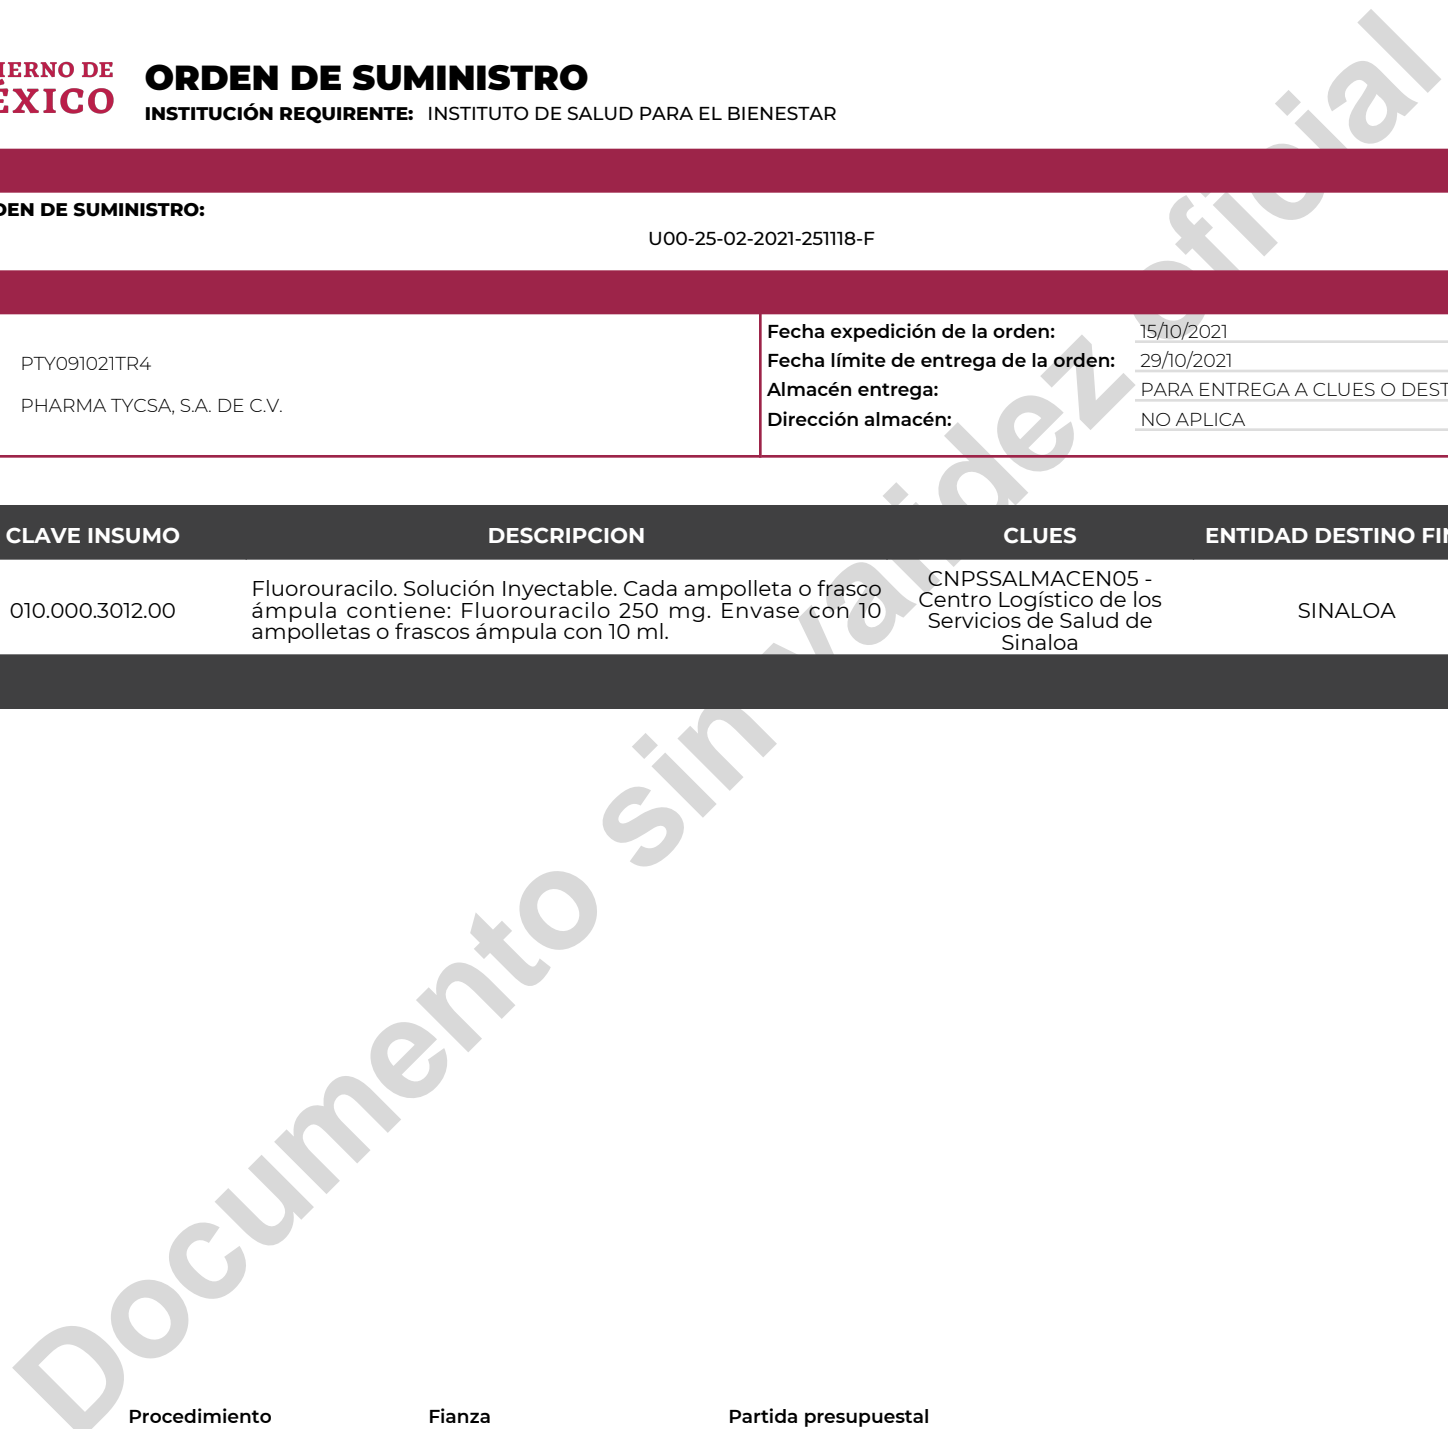 IERNO DE
ÉXICO
ORDEN DE SUMINISTRO
INSTITUCIÓN REQUIRENTE: INSTITUTO DE SALUD PARA EL BIENESTAR
DEN DE SUMINISTRO:
U00-25-02-2021-251118-F
PTY091021TR4
PHARMA TYCSA, S.A. DE C.V.
Fecha expedición de la orden: 15/10/2021
Fecha límite de entrega de la orden: 29/10/2021
Almacén entrega: PARA ENTREGA A CLUES O DEST
Dirección almacén: NO APLICA
CLAVE INSUMO DESCRIPCION CLUES ENTIDAD DESTINO FIN
010.000.3012.00
Fluorouracilo. Solución Inyectable. Cada ampolleta o frasco
ámpula contiene: Fluorouracilo 250 mg. Envase con 10
ampolletas o frascos ámpula con 10 ml.
CNPSSALMACEN05 -
Centro Logístico de los
Servicios de Salud de
Sinaloa
SINALOA
Documento sin validez oficial
Procedimiento Fianza Partida presupuestal